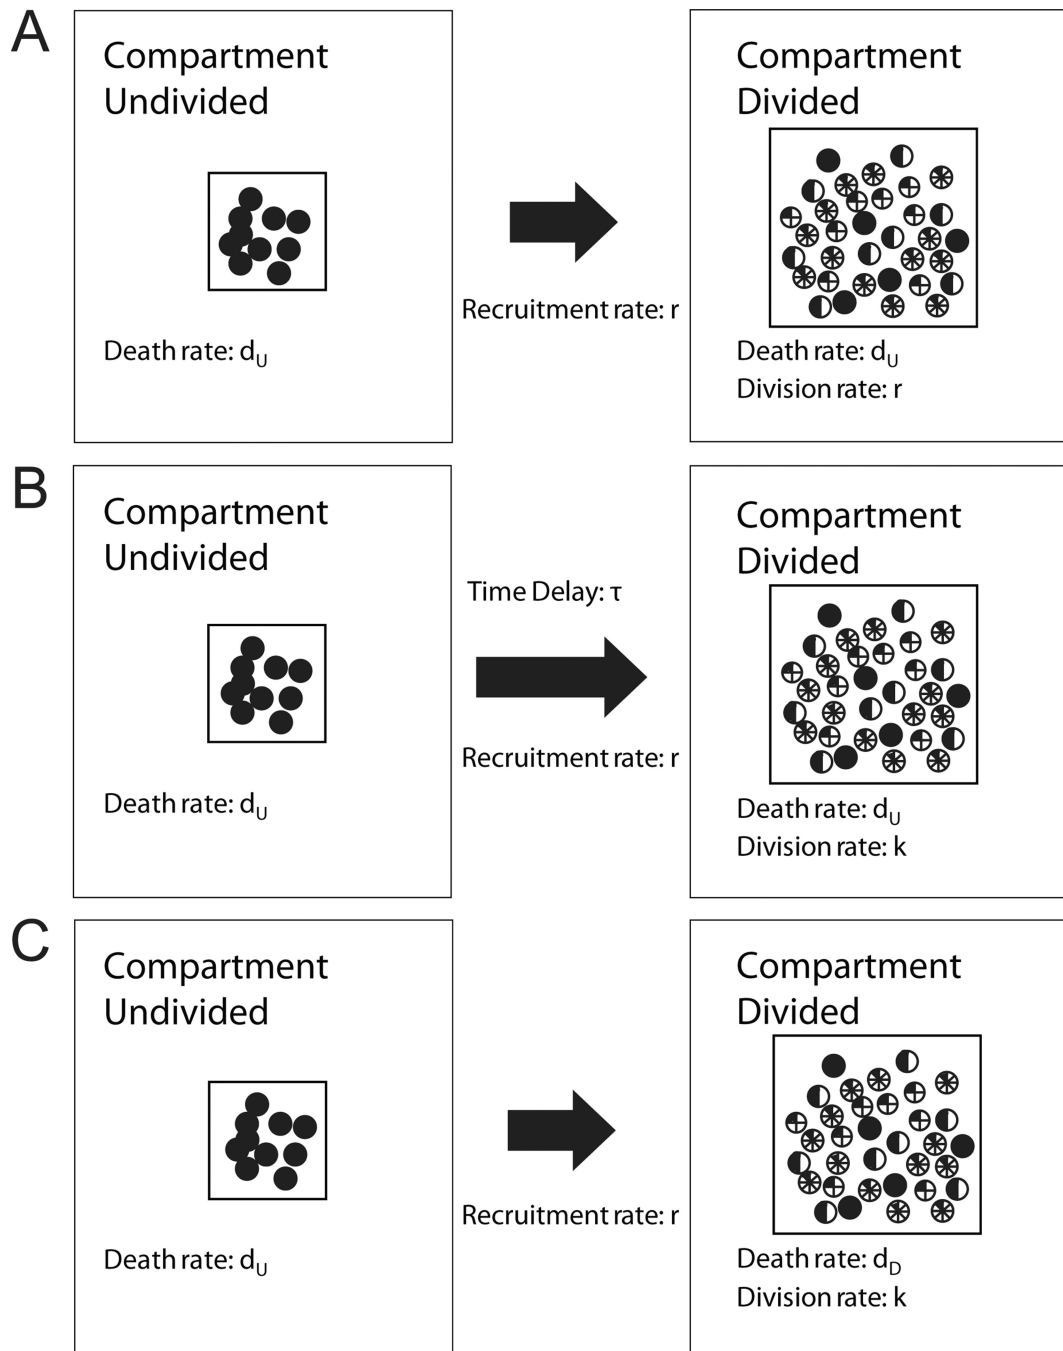 A
Compartment
Undivided
Death rate: dU
Recruitment rate: r
Compartment
Divided
Death rate: dU
Division rate: r
B
Compartment
Undivided
Death rate: dU
Time Delay: τ
Recruitment rate: r
Compartment
Divided
Death rate: dU
Division rate: k
C
Compartment
Undivided
Death rate: dU
Recruitment rate: r
Compartment
Divided
Death rate: dD
Division rate: k